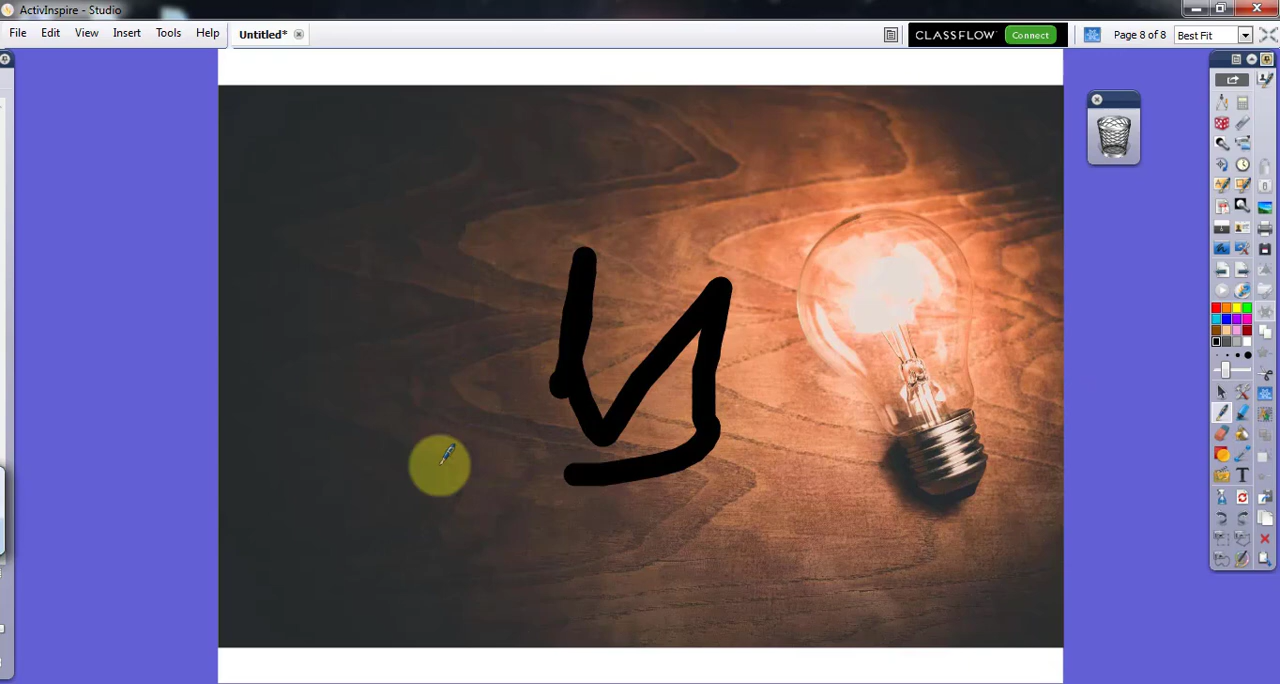 ActivInspire - Studio
File Edit View Insert Tools Help Untitled* CLASSFLOW Connect Page 8 of 8 Best Fit